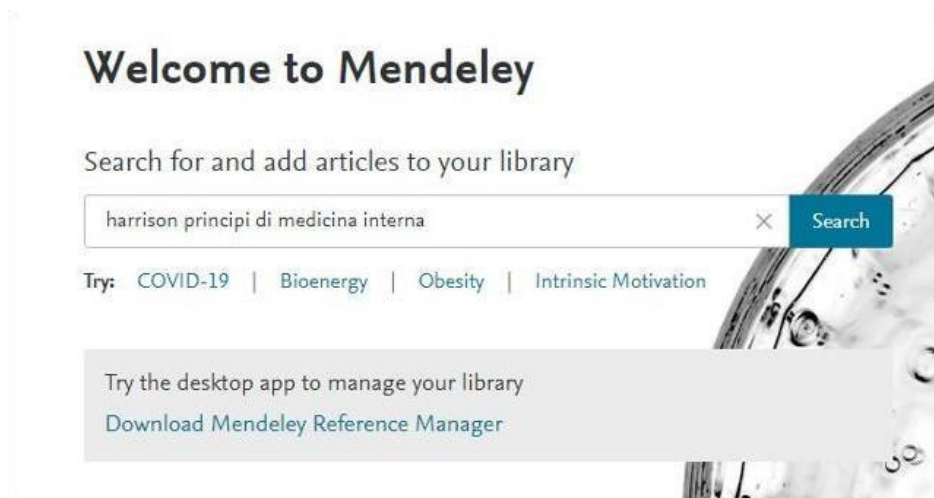 Welcome to Mendeley
Search for and add articles to your library
harrison principi di medicina interna
Search
Try: COVID-19 | Bioenergy | Obesity | Intrinsic Motivation
Try the desktop app to manage your library
Download Mendeley Reference Manager